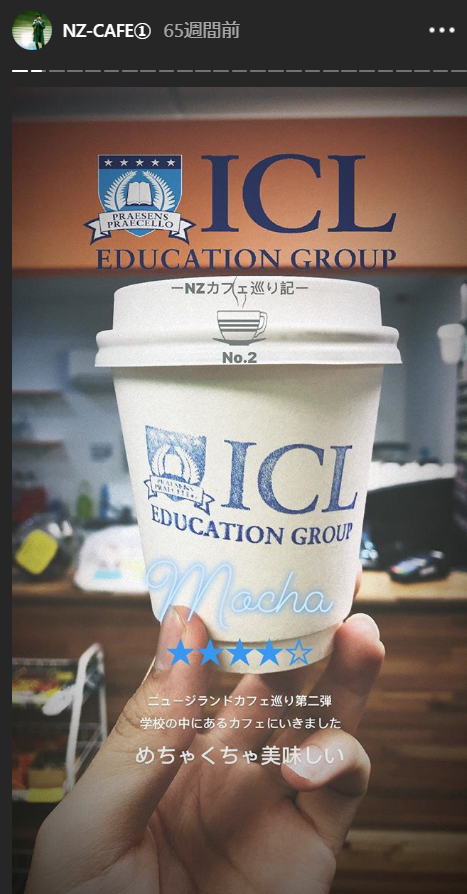 NZ-CAFE① 65週間前
PRAESENS
PRAECELLO
ICL
EDUCATION GROUP
ーNZカフェ巡り記ー
No.2
PRAESENS
PRAECELLO
ICL
EDUCATION GROUP
Mocha
★★★★☆
ニュージランドカフェ巡り第二弾
学校の中にあるカフェにいきました
めちゃくちゃ美味しい